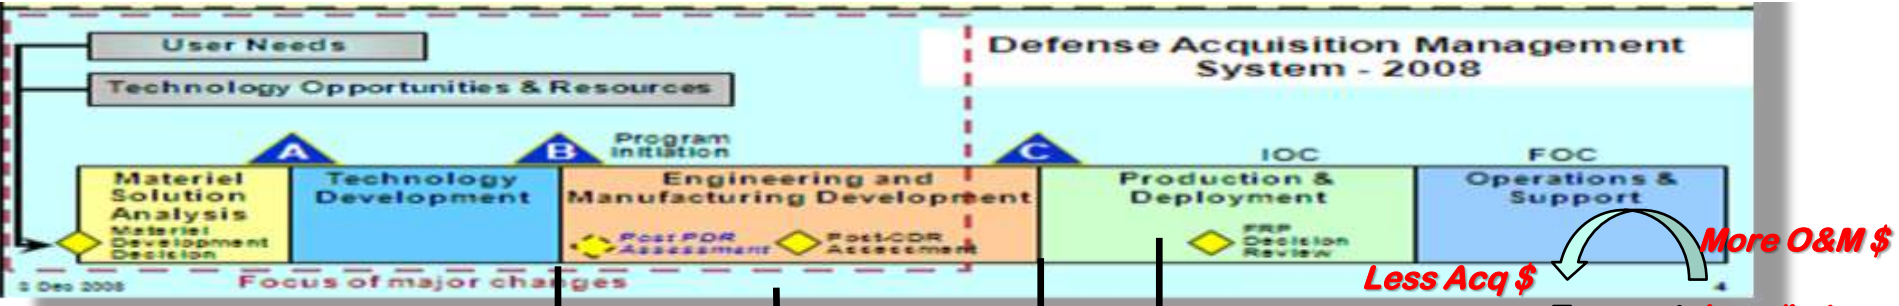 User Needs
Technology Opportunities & Resources
Defense Acquisition Management
System - 2008
A
B
Program
Initiation
C
IOC
FOC
Materiel
Solution
Analysis
Materiel
Development
Decision
Technology
Development
Engineering and
Manufacturing Development
Post PDR
Assessment
Post-CDR
Assessment
Production &
Deployment
FRP
Decision
Review
Operations &
Support
More O&M $
Less Acq $
Focus of major changes
Dec 2008
4